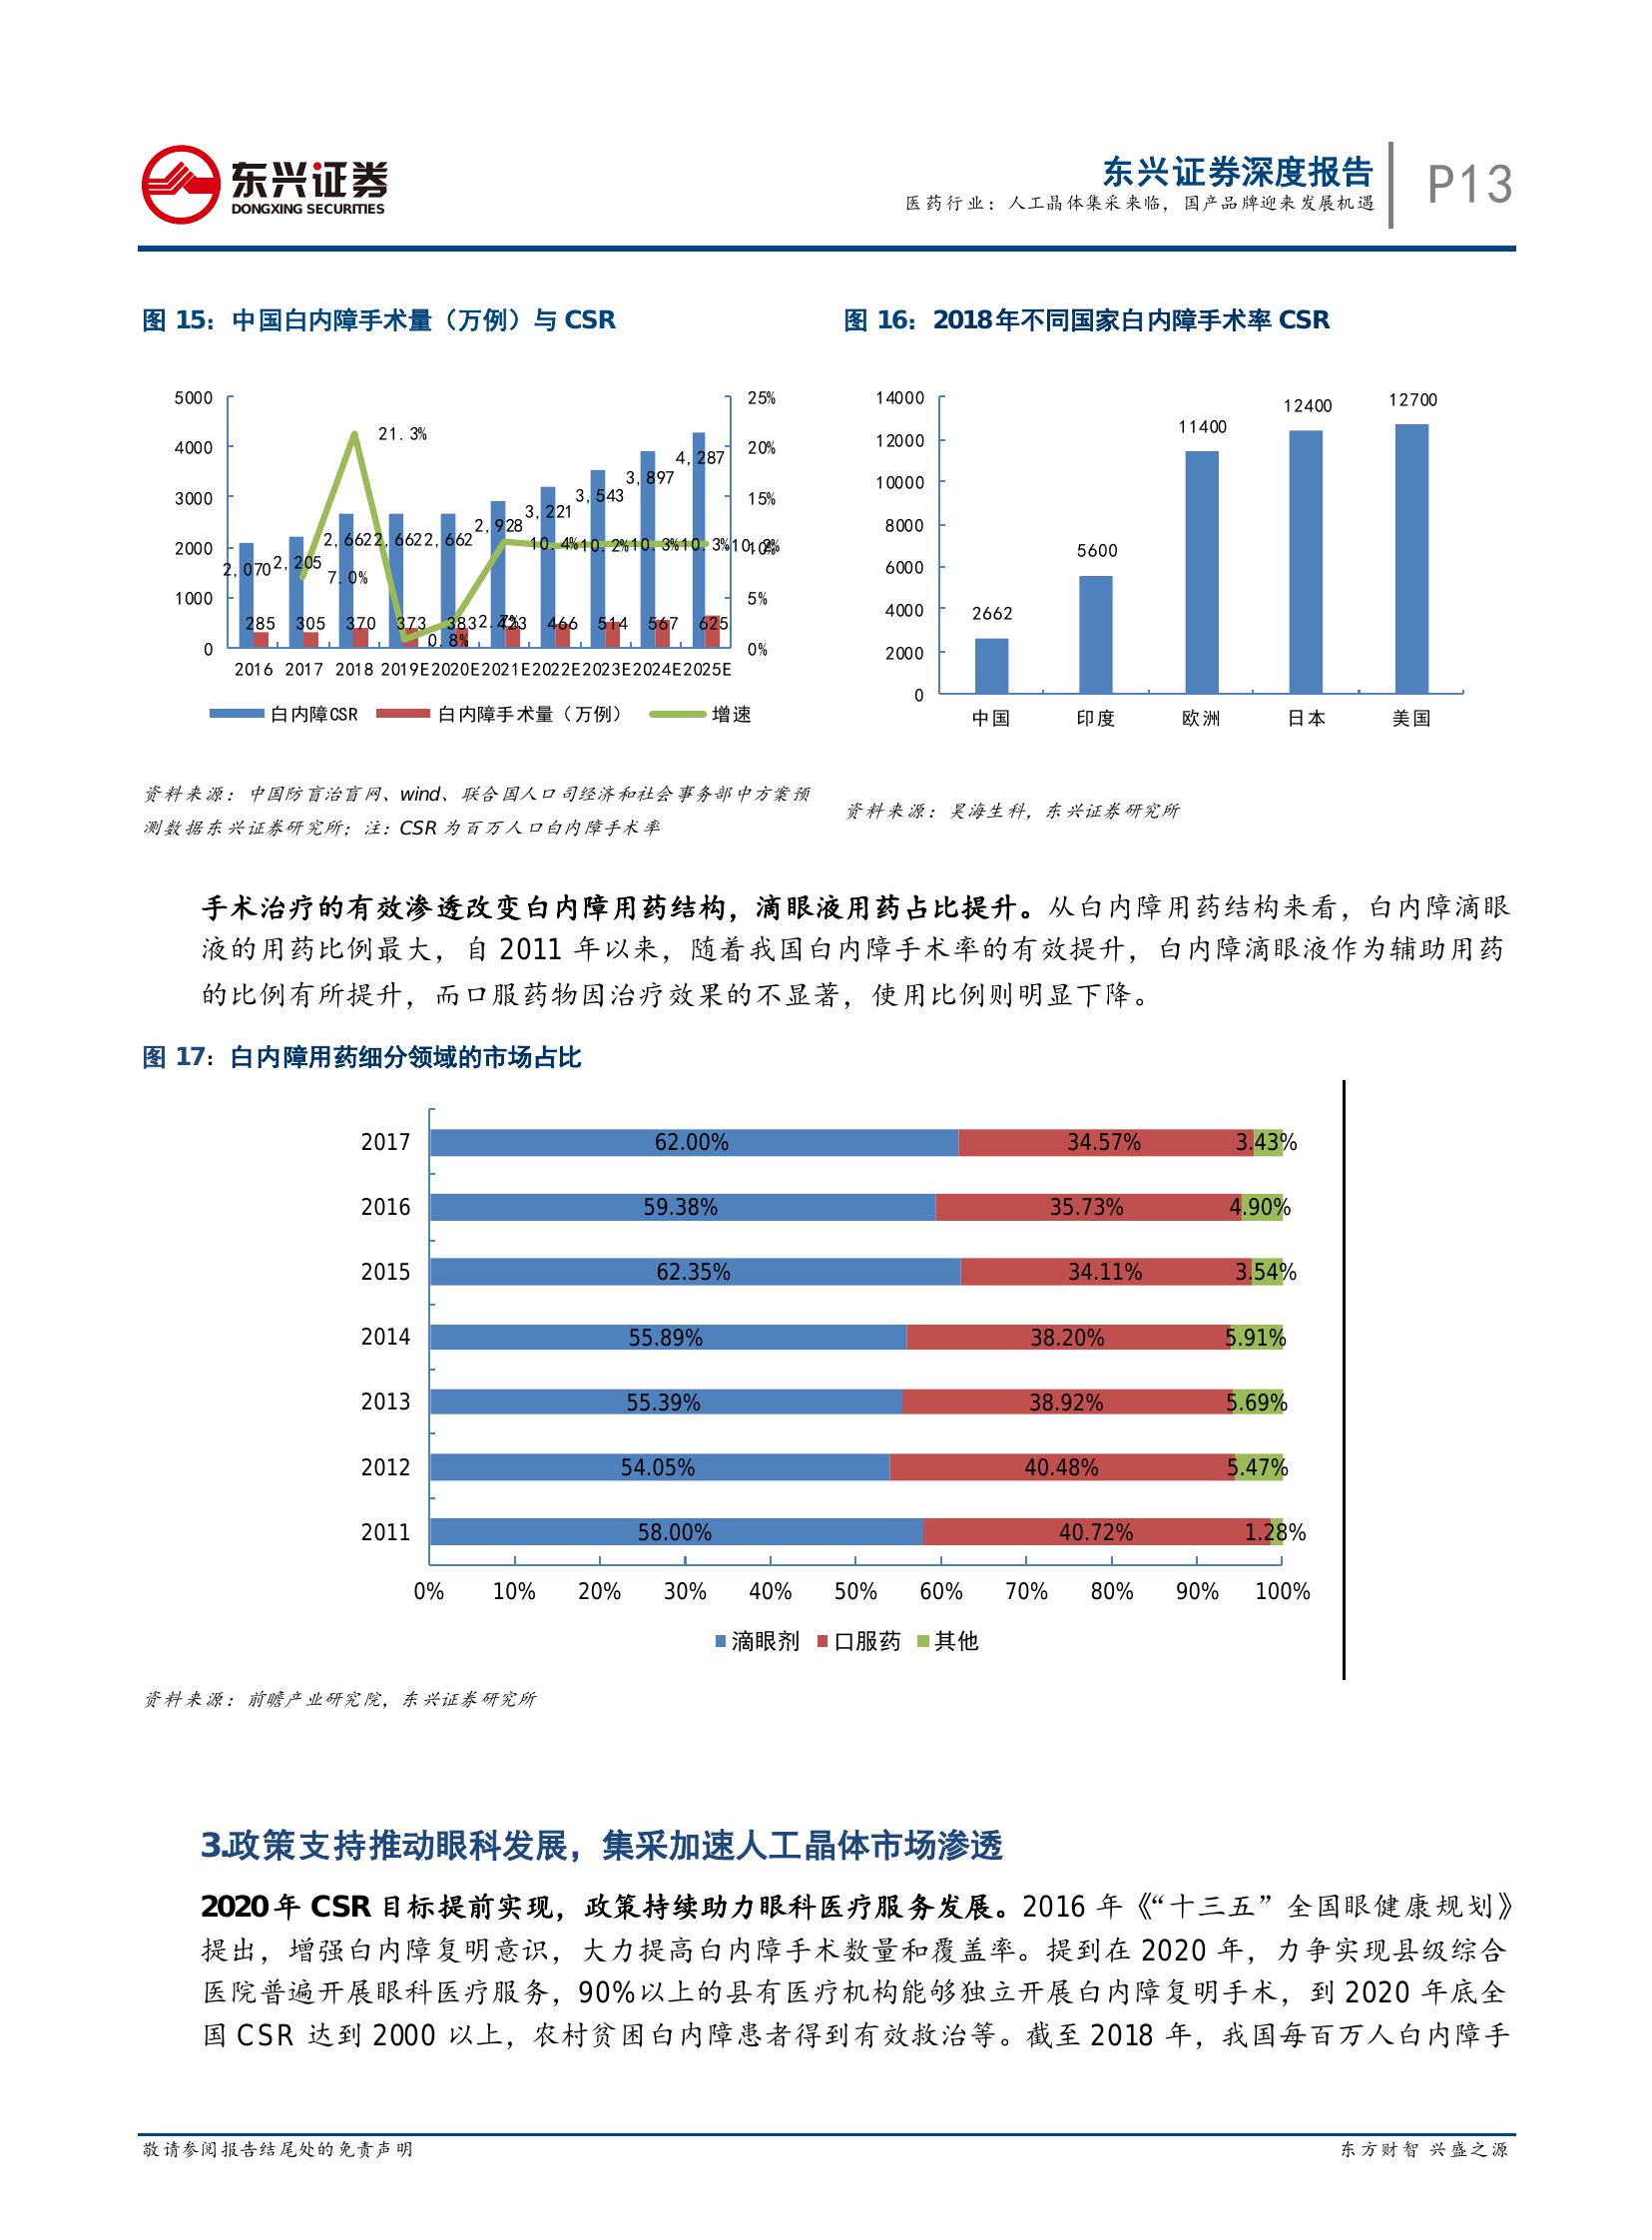 东兴证券
DONGXING SECURITIES
东兴证券深度报告
医药行业：人工晶体集采来临，国产品牌迎来发展机遇
P13
图 15：中国白内障手术量（万例）与 CSR
5000
4000
3000
2000
1000
0
25%
20%
15%
10%
5%
0%
2,070
2,205
2,662
2,662
2,662
2,928
3,221
3,543
3,897
4,287
285
305
370
373
383
423
466
514
567
625
7.0%
21.3%
0.8%
2.7%
10.4%
10.2%
10.3%
10.3%
10.2%
2016 2017 2018 2019E 2020E 2021E 2022E 2023E 2024E 2025E
白内障CSR 白内障手术量（万例） 增速
资料来源：中国防盲治盲网、wind、联合国人口司经济和社会事务部中方案预
测数据东兴证券研究所；注：CSR 为百万人口白内障手术率
图 16：2018年不同国家白内障手术率 CSR
14000
12000
10000
8000
6000
4000
2000
0
2662
5600
11400
12400
12700
中国 印度 欧洲 日本 美国
资料来源：昊海生科，东兴证券研究所
手术治疗的有效渗透改变白内障用药结构，滴眼液用药占比提升。从白内障用药结构来看，白内障滴眼
液的用药比例最大，自 2011 年以来，随着我国白内障手术率的有效提升，白内障滴眼液作为辅助用药
的比例有所提升，而口服药物因治疗效果的不显著，使用比例则明显下降。
图 17：白内障用药细分领域的市场占比
2017 62.00% 34.57% 3.43%
2016 59.38% 35.73% 4.90%
2015 62.35% 34.11% 3.54%
2014 55.89% 38.20% 5.91%
2013 55.39% 38.92% 5.69%
2012 54.05% 40.48% 5.47%
2011 58.00% 40.72% 1.28%
0% 10% 20% 30% 40% 50% 60% 70% 80% 90% 100%
滴眼剂 口服药 其他
资料来源：前瞻产业研究院，东兴证券研究所
3.政策支持推动眼科发展，集采加速人工晶体市场渗透
2020年 CSR 目标提前实现，政策持续助力眼科医疗服务发展。2016 年《“十三五”全国眼健康规划》
提出，增强白内障复明意识，大力提高白内障手术数量和覆盖率。提到在 2020 年，力争实现县级综合
医院普遍开展眼科医疗服务，90%以上的县有医疗机构能够独立开展白内障复明手术，到 2020 年底全
国 CSR 达到 2000 以上，农村贫困白内障患者得到有效救治等。截至 2018 年，我国每百万人白内障手
敬请参阅报告结尾处的免责声明
东方财智 兴盛之源